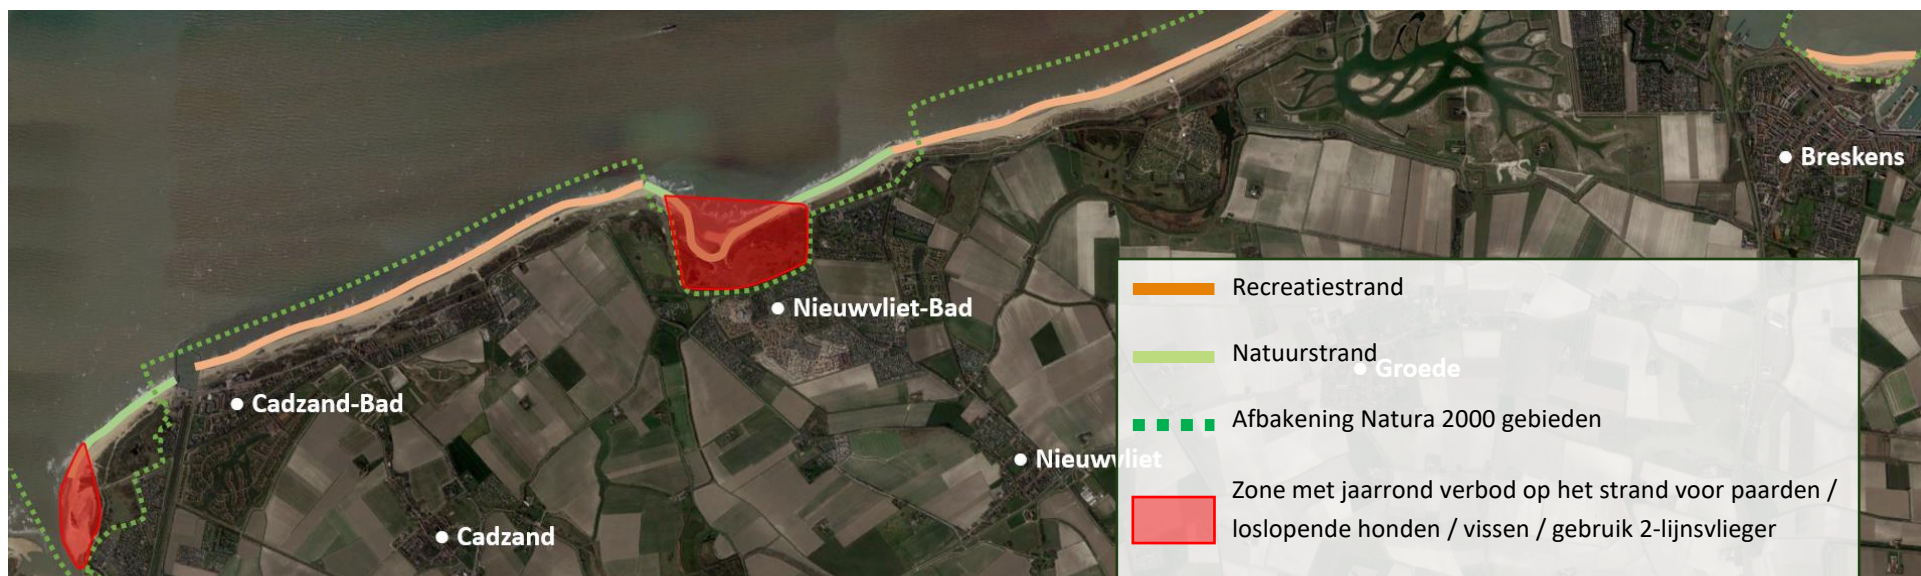 Breskens
Nieuwvliet-Bad
Cadzand-Bad
Nieuwvliet
Cadzand
Recreatiestrand
Natuurstrand
Groede
Afbakening Natura 2000 gebieden
Zone met jaarrond verbod op het strand voor paarden /
loslopende honden / vissen / gebruik 2-lijnsvlieger